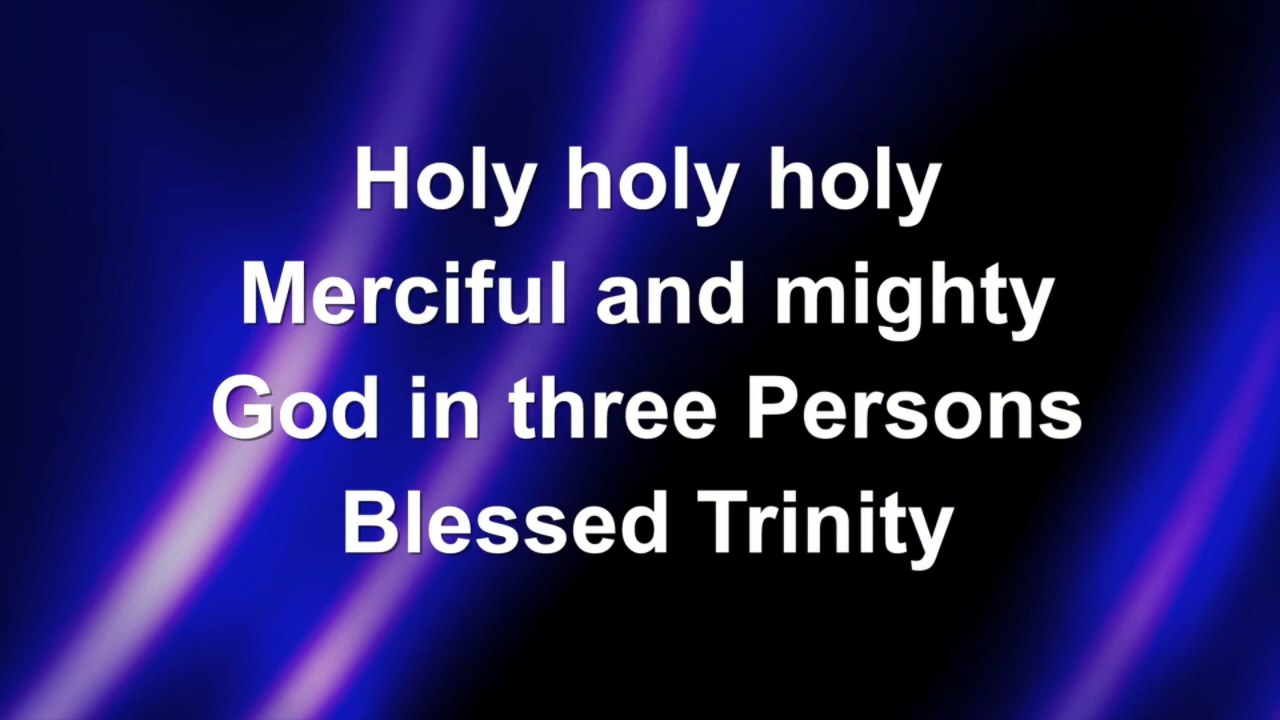 Holy holy holy
Merciful and mighty
God in three Persons
Blessed Trinity